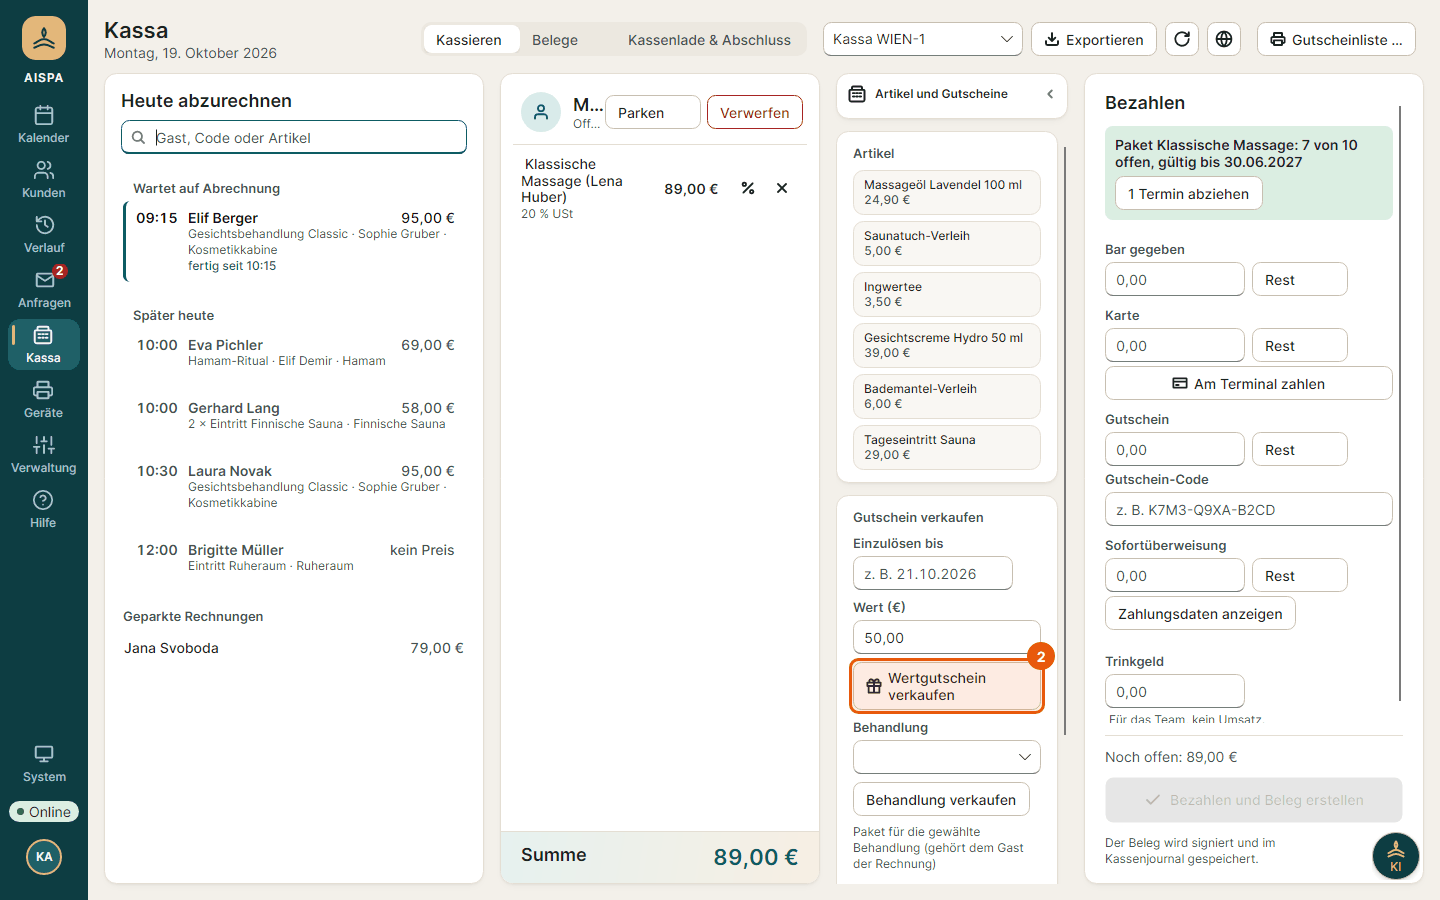 AISPA
Kalender
Kunden
Verlauf
2
Anfragen
Kassa
Geräte
Verwaltung
Hilfe
System
Online
KA
Kassa
Montag, 19. Oktober 2026
Kassieren
Belege
Kassenlade & Abschluss
Kassa WIEN-1
Exportieren
Gutscheinliste ...
Heute abzurechnen
Gast, Code oder Artikel
Wartet auf Abrechnung
09:15 Elif Berger 95,00 €
Gesichtsbehandlung Classic · Sophie Gruber ·
Kosmetikkabine
fertig seit 10:15
Später heute
10:00 Eva Pichler 69,00 €
Hamam-Ritual · Elif Demir · Hamam
10:00 Gerhard Lang 58,00 €
2 × Eintritt Finnische Sauna · Finnische Sauna
10:30 Laura Novak 95,00 €
Gesichtsbehandlung Classic · Sophie Gruber ·
Kosmetikkabine
12:00 Brigitte Müller kein Preis
Eintritt Ruheraum · Ruheraum
Geparkte Rechnungen
Jana Svoboda 79,00 €
M...
Off...
Parken
Verwerfen
Klassische
Massage (Lena
Huber)
20 % USt
89,00 €
Summe 89,00 €
Artikel und Gutscheine
Artikel
Massageöl Lavendel 100 ml
24,90 €
Saunatuch-Verleih
5,00 €
Ingwertee
3,50 €
Gesichtscreme Hydro 50 ml
39,00 €
Bademantel-Verleih
6,00 €
Tageseintritt Sauna
29,00 €
Gutschein verkaufen
Einzulösen bis
z. B. 21.10.2026
Wert (€)
50,00
2
Wertgutschein
verkaufen
Behandlung
Behandlung verkaufen
Paket für die gewählte
Behandlung (gehört dem Gast
der Rechnung)
Bezahlen
Paket Klassische Massage: 7 von 10
offen, gültig bis 30.06.2027
1 Termin abziehen
Bar gegeben
0,00 Rest
Karte
0,00 Rest
Am Terminal zahlen
Gutschein
0,00 Rest
Gutschein-Code
z. B. K7M3-Q9XA-B2CD
Sofortüberweisung
0,00 Rest
Zahlungsdaten anzeigen
Trinkgeld
0,00
Für das Team, kein Umsatz.
Noch offen: 89,00 €
Bezahlen und Beleg erstellen
Der Beleg wird signiert und im
Kassenjournal gespeichert.
KI